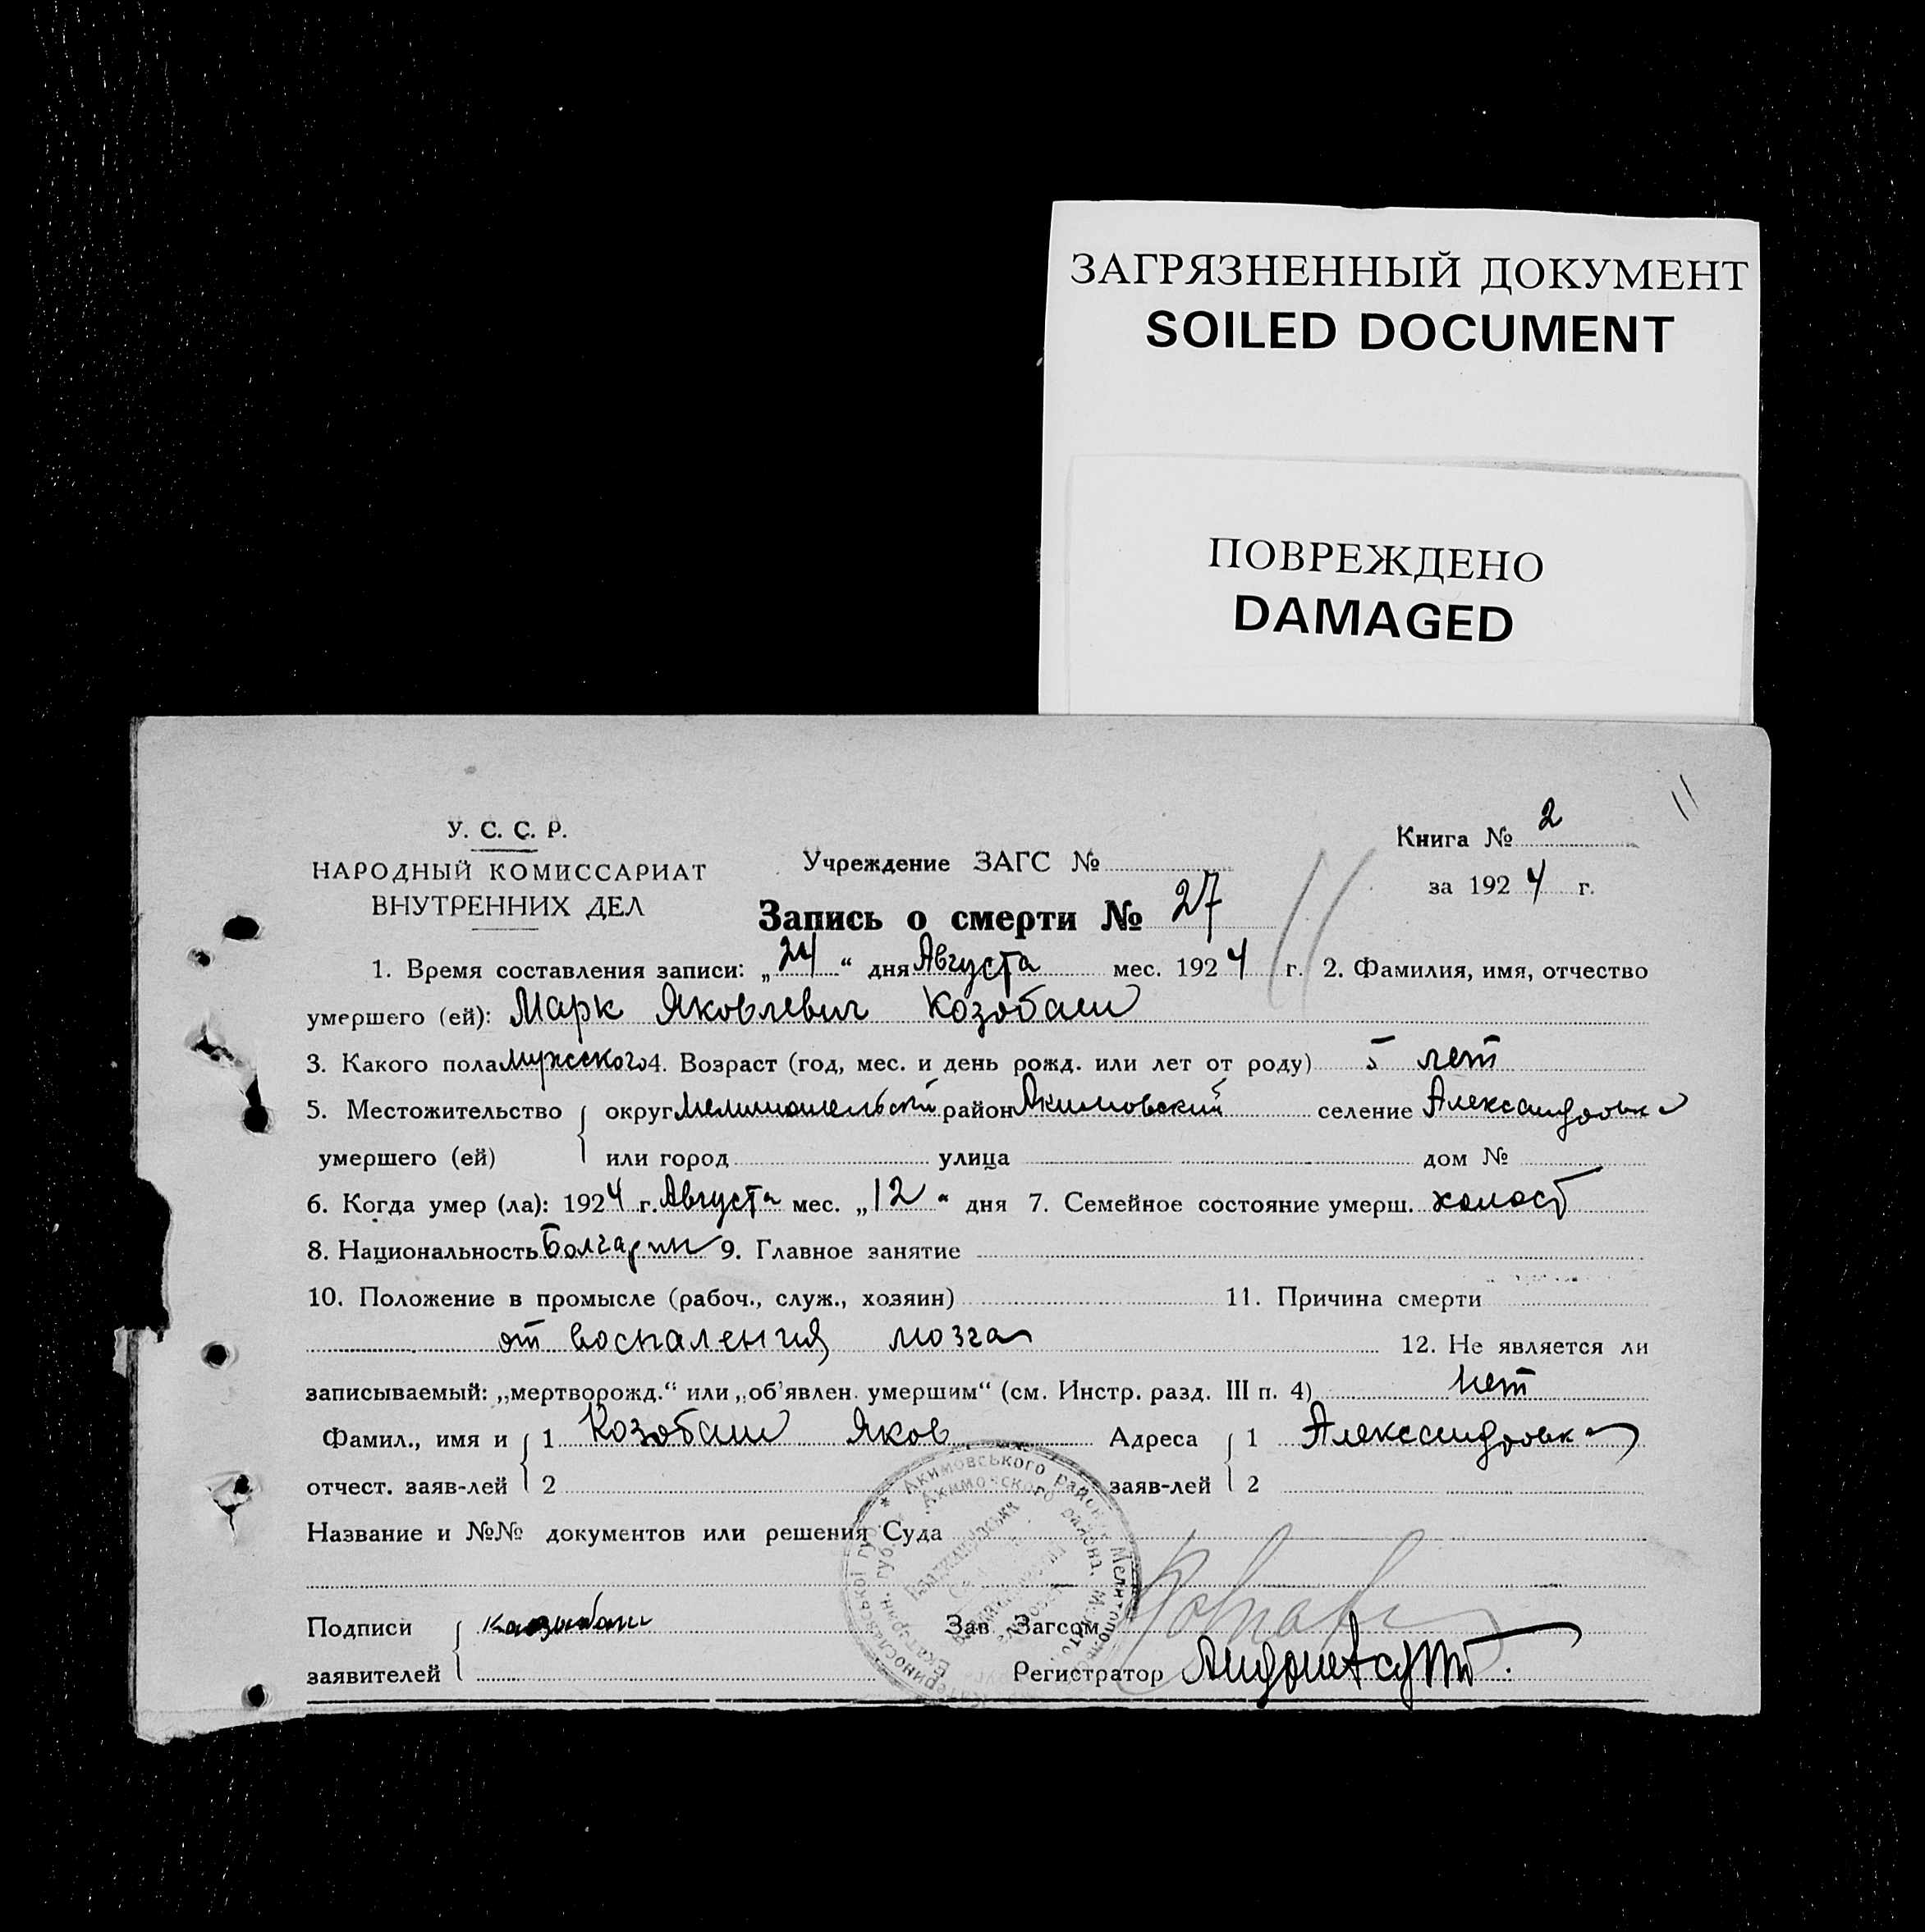 ЗАГРЯЗНЕННЫЙ ДОКУМЕНТ
SOILED DOCUMENT
ПОВРЕЖДЕНО
DAMAGED
11
У. С. С. Р.
НАРОДНЫЙ КОМИССАРИАТ
ВНУТРЕННИХ ДЕЛ
Учреждение ЗАГС №
Книга № 2
за 1924 г.
Запись о смерти № 27
11
1. Время составления записи: „24“ дня Августа мес. 1924 г. 2. Фамилия, имя, отчество
умершего (ей): Марк Яковлевич Козобаш
3. Какого пола мужского 4. Возраст (год, мес. и день рожд. или лет от роду) 5 лет
5. Местожительство { округ Мелитопольский район Акимовский селение Александровка
умершего (ей) или город улица дом №
6. Когда умер (ла): 1924 г. Августа мес. „12“ дня 7. Семейное состояние умерш. холост
8. Национальность Болгарин 9. Главное занятие
10. Положение в промысле (рабоч., служ., хозяин) 11. Причина смерти
от воспаления мозга 12. Не является ли
записываемый: „мертворожд.“ или „об'явлен. умершим“ (см. Инстр. разд. III п. 4) нет
Фамил., имя и { 1 Козобаш Яков Адреса { 1 Александровка
отчест. заяв-лей 2 заяв-лей 2
Название и №№ документов или решения Суда
Подписи { Зав. Загсом
заявителей Регистратор
* Акимовського район
Акимовского района